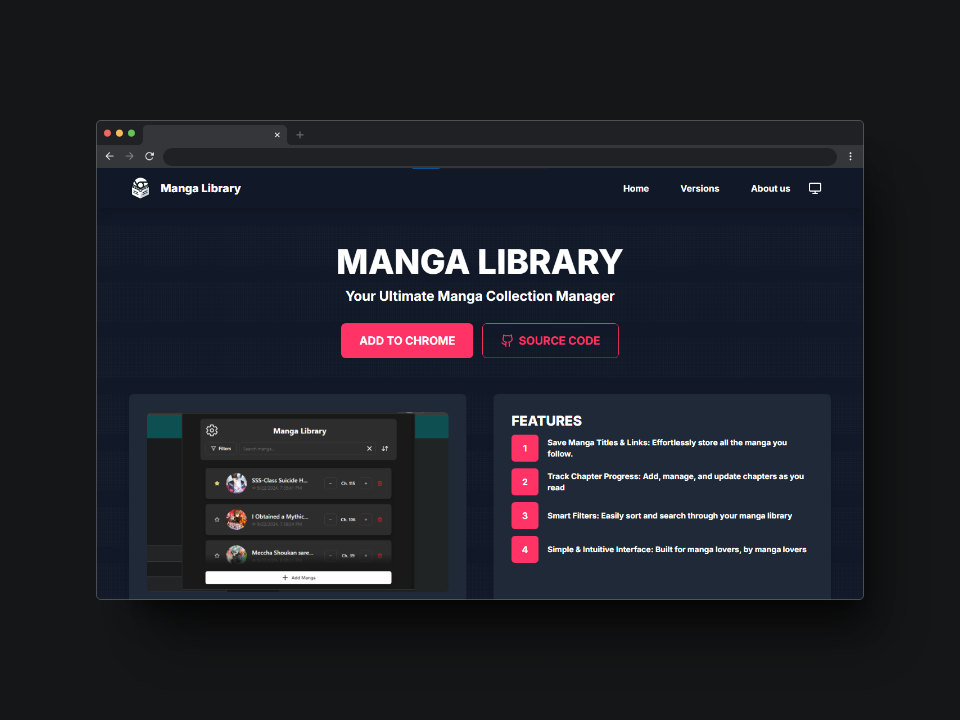 Manga Library
Home
Versions
About us
MANGA LIBRARY
Your Ultimate Manga Collection Manager
ADD TO CHROME
SOURCE CODE
Manga Library
Filters
Search manga...
SSS-Class Suicide H...
Ch. 115
I Obtained a Mythic...
Ch. 106
Meccha Shoukan sare...
Add Manga
FEATURES
1
Save Manga Titles & Links: Effortlessly store all the manga you
follow.
2
Track Chapter Progress: Add, manage, and update chapters as you
read
3
Smart Filters: Easily sort and search through your manga library
4
Simple & Intuitive Interface: Built for manga lovers, by manga lovers